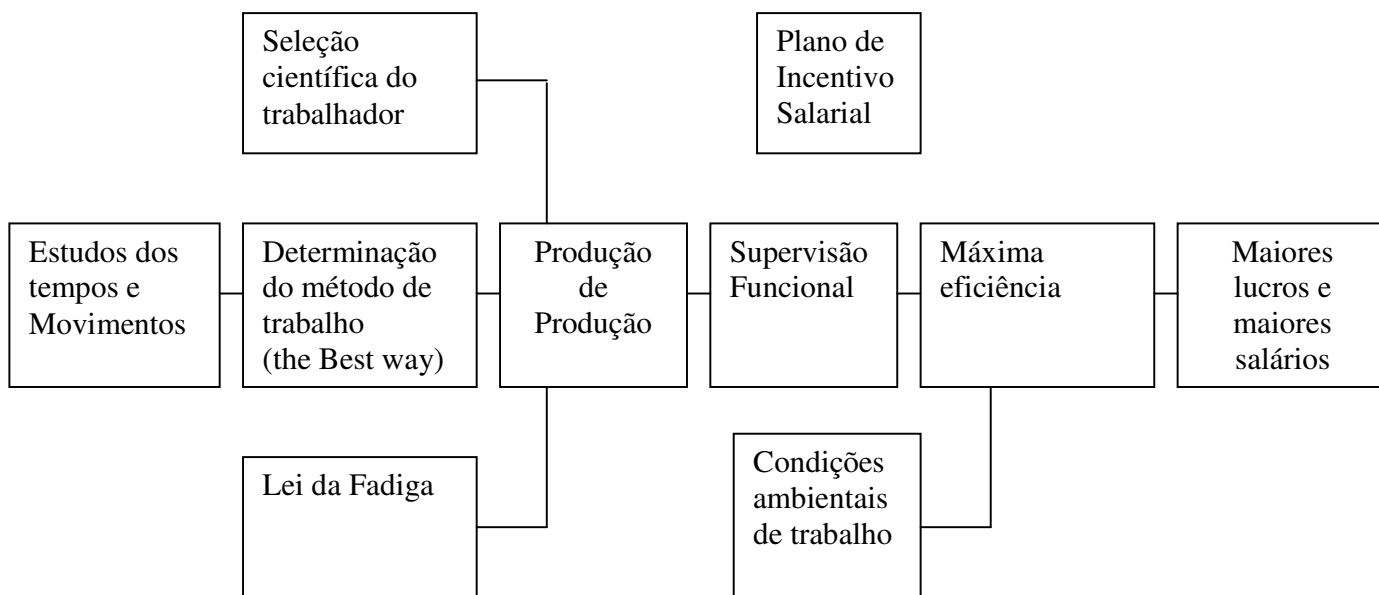 Seleção
científica do
trabalhador
Plano de
Incentivo
Salarial
Estudos dos
tempos e
Movimentos
Determinação
do método de
trabalho
(the Best way)
Produção
de
Produção
Supervisão
Funcional
Máxima
eficiência
Maiores
lucros e
maiores
salários
Lei da Fadiga
Condições
ambientais
de trabalho